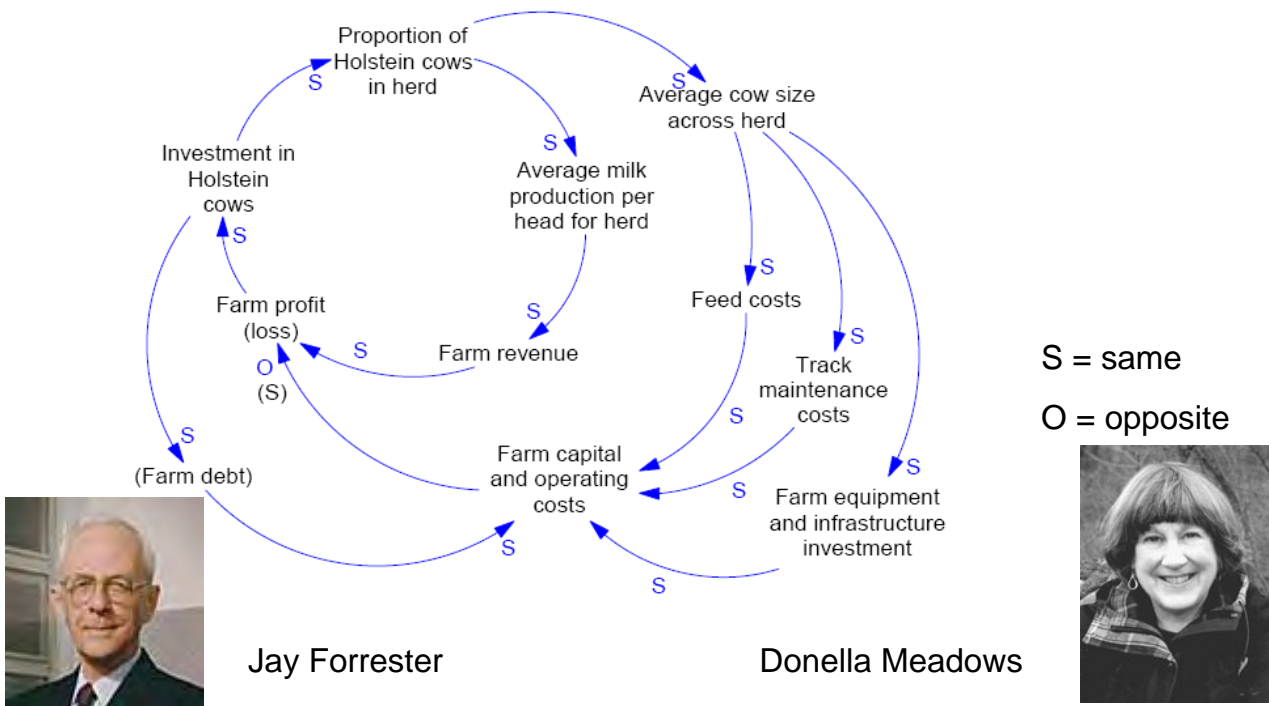 Proportion of
Holstein cows
in herd
S
S
Average cow size
across herd
S
Investment in
Holstein
cows
Average milk
production per
head for herd
S
S
Feed costs
Farm profit
(loss)
S
S
Farm revenue
S
O
(S)
Track
maintenance
costs
S = same
S
O = opposite
S
(Farm debt)
Farm capital
and operating
costs
S
S
Farm equipment
and infrastructure
investment
S
S
Jay Forrester
Donella Meadows